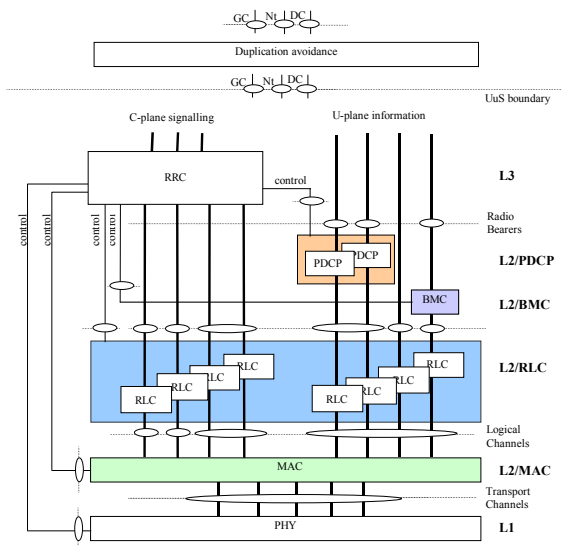 GC Nt DC
Duplication avoidance
GC Nt DC
UuS boundary
C-plane signalling
U-plane information
RRC
L3
control
control
control
control
control
Radio
Bearers
PDCP
PDCP
L2/PDCP
BMC
L2/BMC
RLC
RLC
RLC
RLC
RLC
RLC
RLC
RLC
L2/RLC
Logical
Channels
MAC
L2/MAC
Transport
Channels
PHY
L1